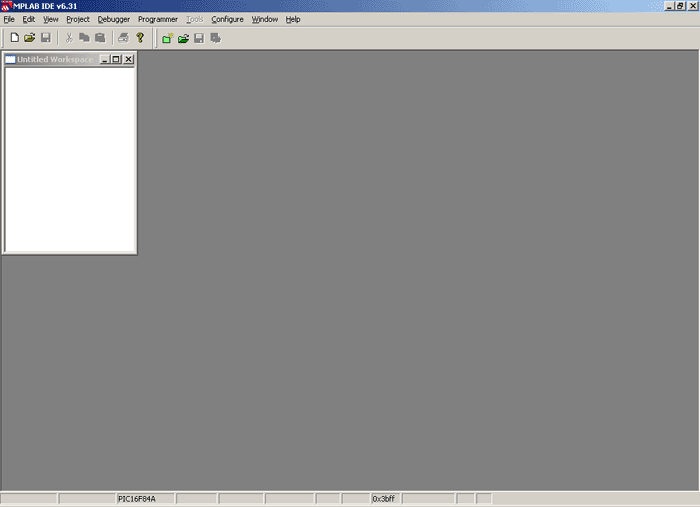 MPLAB IDE v6.31
File Edit View Project Debugger Programmer Tools Configure Window Help
Untitled Workspace
PIC16F84A 0x3bff